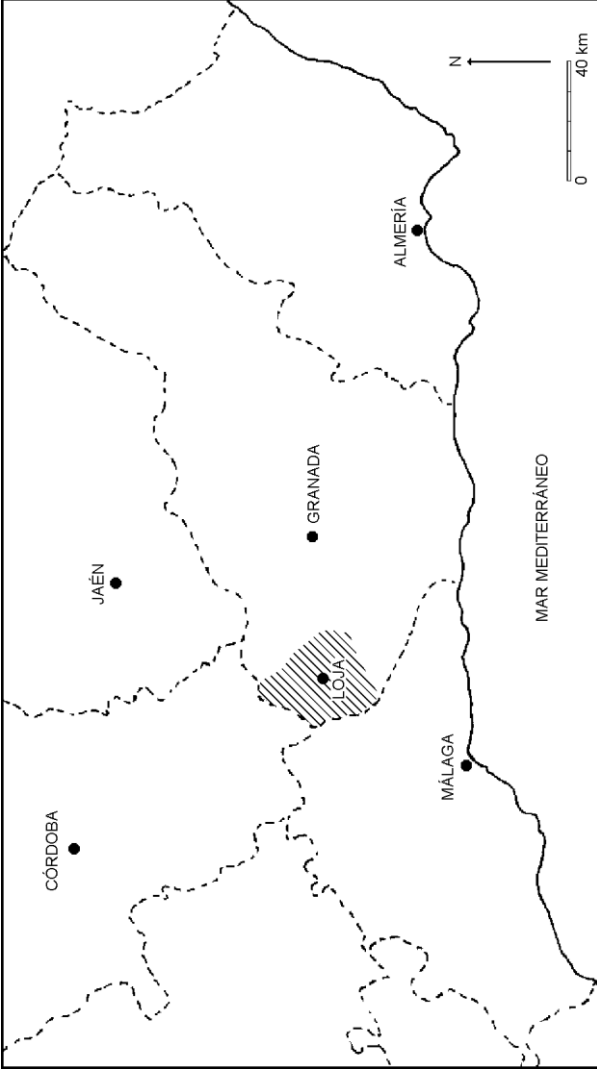 CÓRDOBA
JAÉN
GRANADA
LOJA
MÁLAGA
ALMERÍA
MAR MEDITERRÁNEO
N
0
40 km